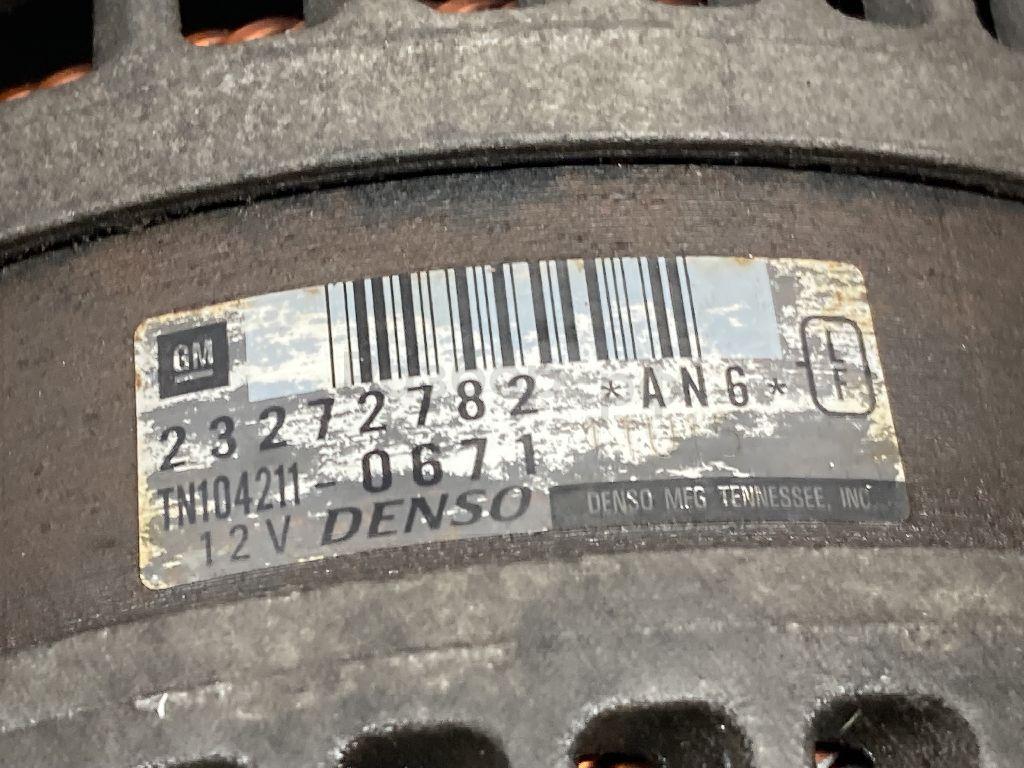 GM
23272782 *AN6*
L
F
TN104211-0671
12V DENSO
DENSO MFG TENNESSEE, INC